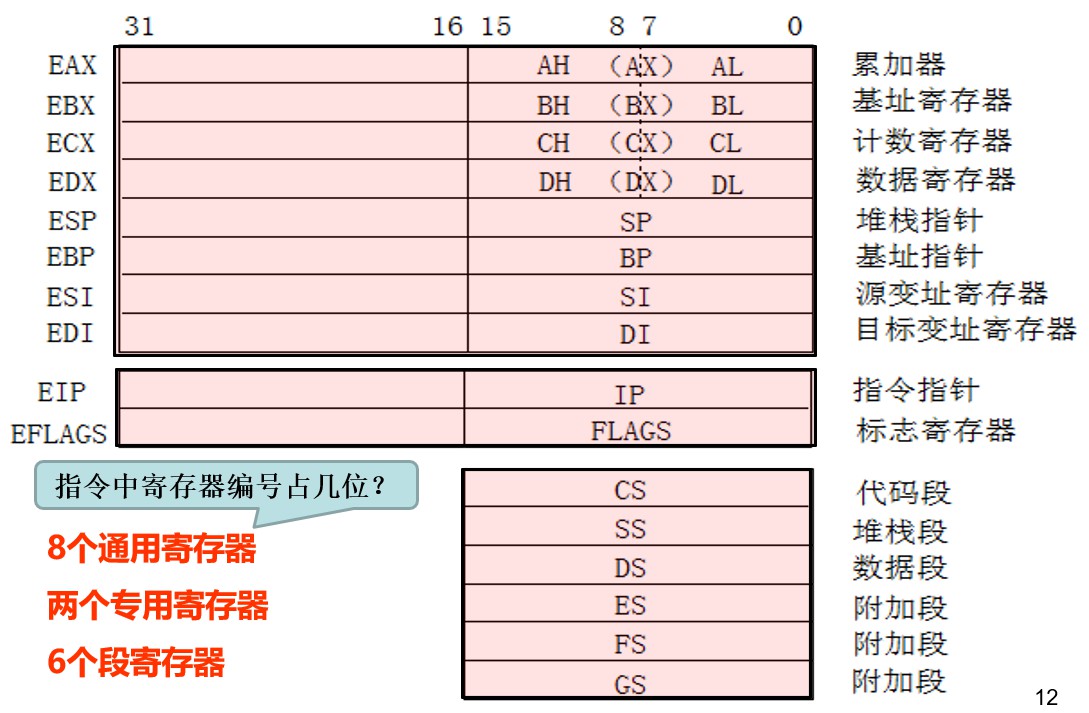 31 16 15 8 7 0
EAX AH (AX) AL 累加器
EBX BH (BX) BL 基址寄存器
ECX CH (CX) CL 计数寄存器
EDX DH (DX) DL 数据寄存器
ESP SP 堆栈指针
EBP BP 基址指针
ESI SI 源变址寄存器
EDI DI 目标变址寄存器
EIP IP 指令指针
EFLAGS FLAGS 标志寄存器
指令中寄存器编号占几位?
8个通用寄存器
两个专用寄存器
6个段寄存器
CS 代码段
SS 堆栈段
DS 数据段
ES 附加段
FS 附加段
GS 附加段
12